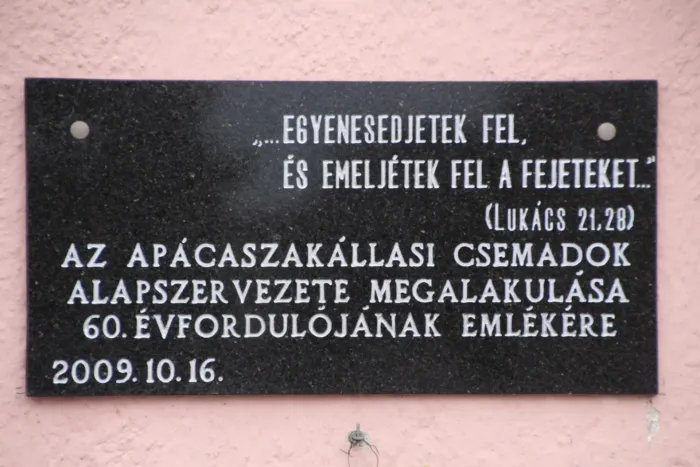 „...EGYENESEDJETEK FEL,
ÉS EMELJÉTEK FEL A FEJETEKET..."
(LUKÁCS 21,28)
AZ APÁCASZAKÁLLASI CSEMADOK
ALAPSZERVEZETE MEGALAKULÁSA
60. ÉVFORDULÓJÁNAK EMLÉKÉRE
2009.10.16.